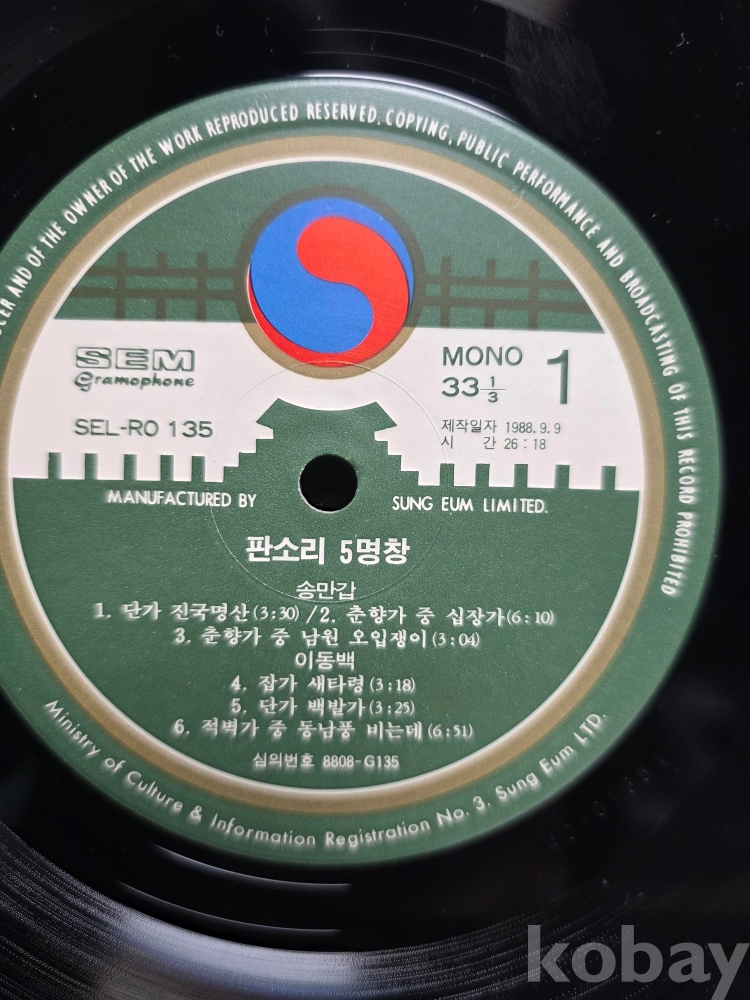 CER AND OF THE OWNER OF THE WORK REPRODUCED RESERVED. COPYING, PUBLIC PERFORMANCE AND BROADCASTING OF THIS RECORD PROHIBITED
SEM
Gramophone
MONO 1
33 1/3
SEL-RO 135
제작일자 1988. 9. 9
시 간 26 : 18
MANUFACTURED BY SUNG EUM LIMITED.
판소리 5명창
송만갑
1. 단가 진국명산(3:30) / 2. 춘향가 중 십장가(6:10)
3. 춘향가 중 남원 오입쟁이(3:04)
이동백
4. 잡가 새타령(3:18)
5. 단가 백발가(3:25)
6. 적벽가 중 동남풍 비는데(6:51)
심의번호 8808-G135
Ministry of Culture & Information Registration No. 3. Sung Eum LTD.
kobay